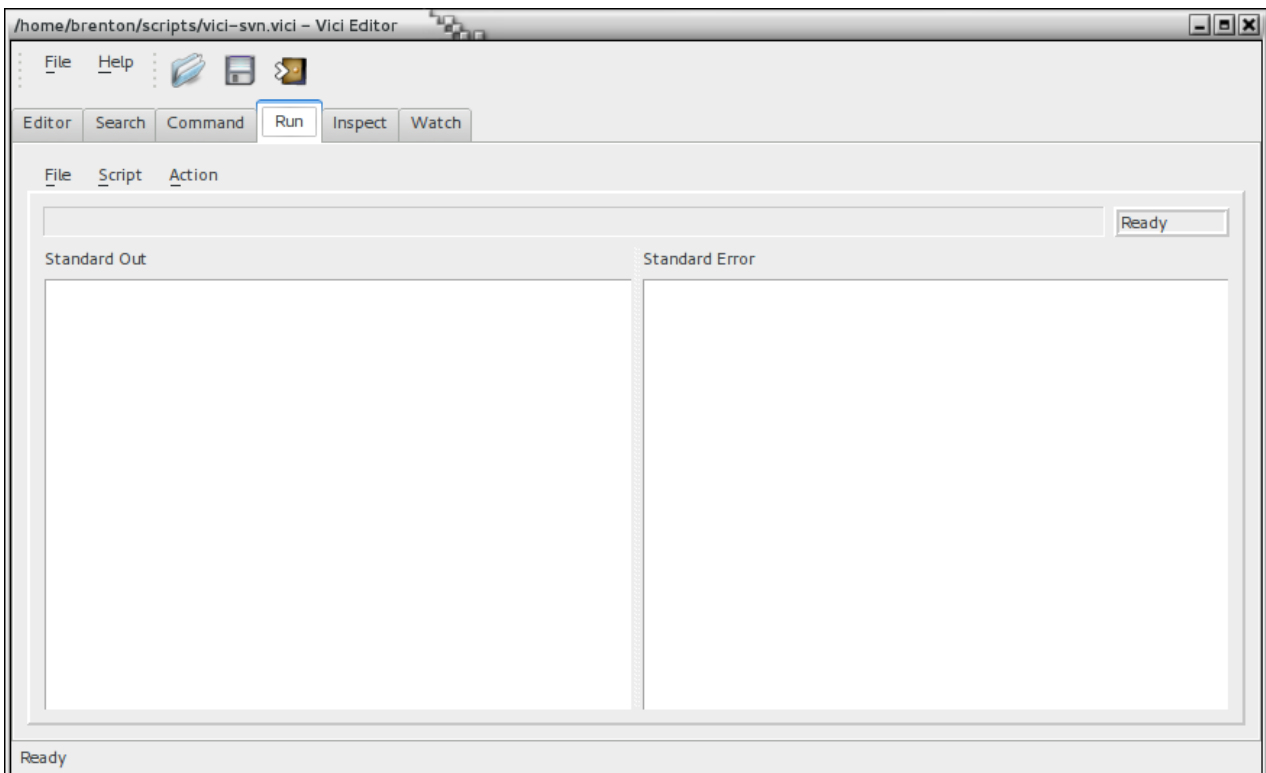 /home/brenton/scripts/vici-svn.vici - Vici Editor
File Help
Editor Search Command Run Inspect Watch
File Script Action
Ready
Standard Out Standard Error
Ready